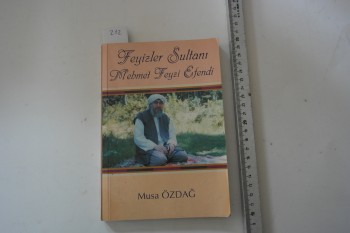 Feyizler Sultanı
Mehmet Feyzi Efendi
Musa ÖZDAĞ